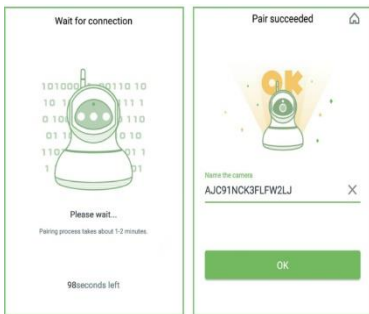 Wait for connection
Please wait...
Pairing process takes about 1-2 minutes.
98seconds left
Pair succeeded
OK
Name the camera
AJC91NCK3FLFW2LJ
OK